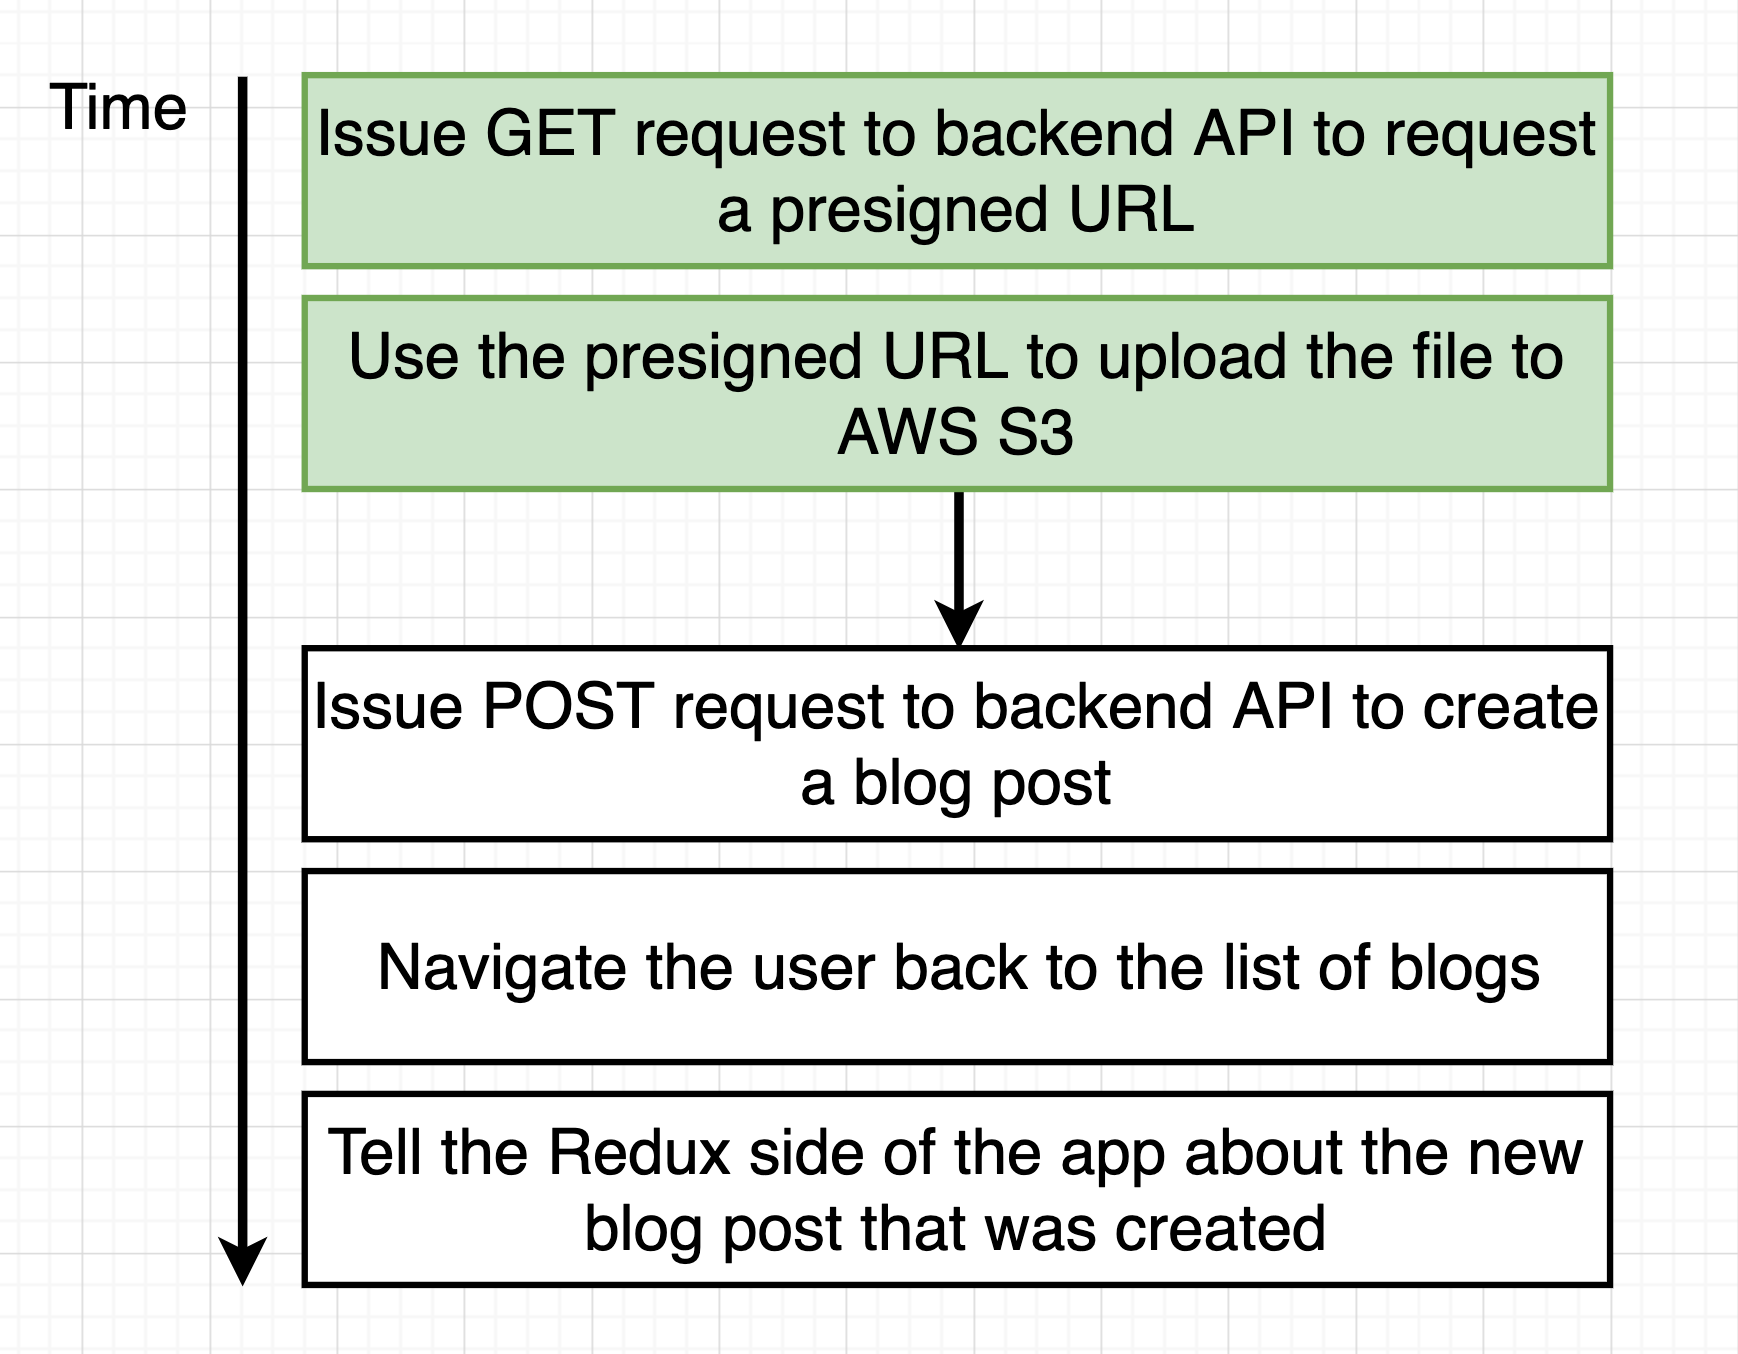 Time
Issue GET request to backend API to request
a presigned URL
Use the presigned URL to upload the file to
AWS S3
Issue POST request to backend API to create
a blog post
Navigate the user back to the list of blogs
Tell the Redux side of the app about the new
blog post that was created